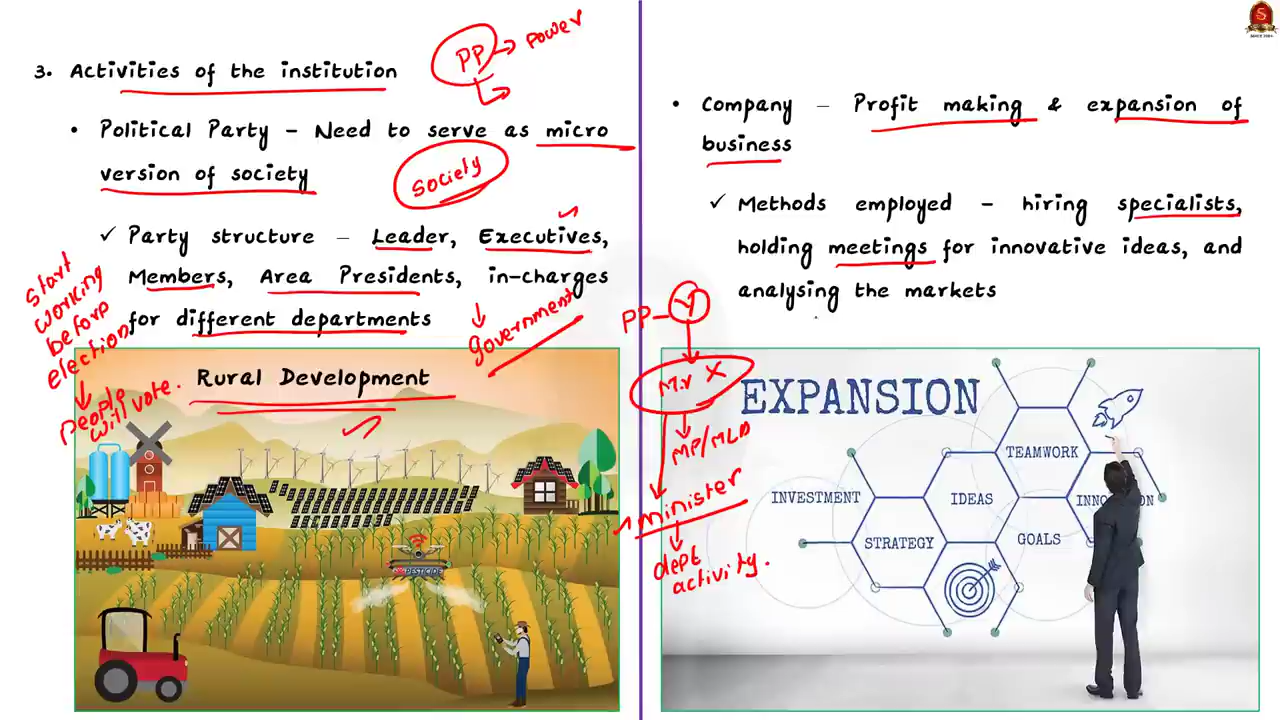 3. Activities of the institution
PP → power
• Political Party - Need to serve as micro
version of society
society
✓ Party structure – Leader, Executives,
Members, Area Presidents, in-charges
for different departments
government
start
working
before
election
people
will vote.
Rural Development
PESTICIDE
S
SINCE 2004
• Company – Profit making & expansion of
business
✓ Methods employed – hiring specialists,
holding meetings for innovative ideas, and
analysing the markets
PP - Y
Mr X
MP/MLA
minister
dept
activity.
EXPANSION
TEAMWORK
INVESTMENT
IDEAS
STRATEGY
GOALS